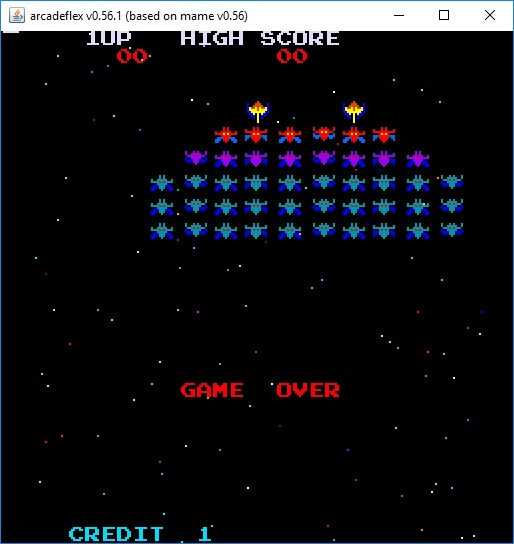 arcadeflex v0.56.1 (based on mame v0.56)
1UP HIGH SCORE
00 00
GAME OVER
CREDIT 1